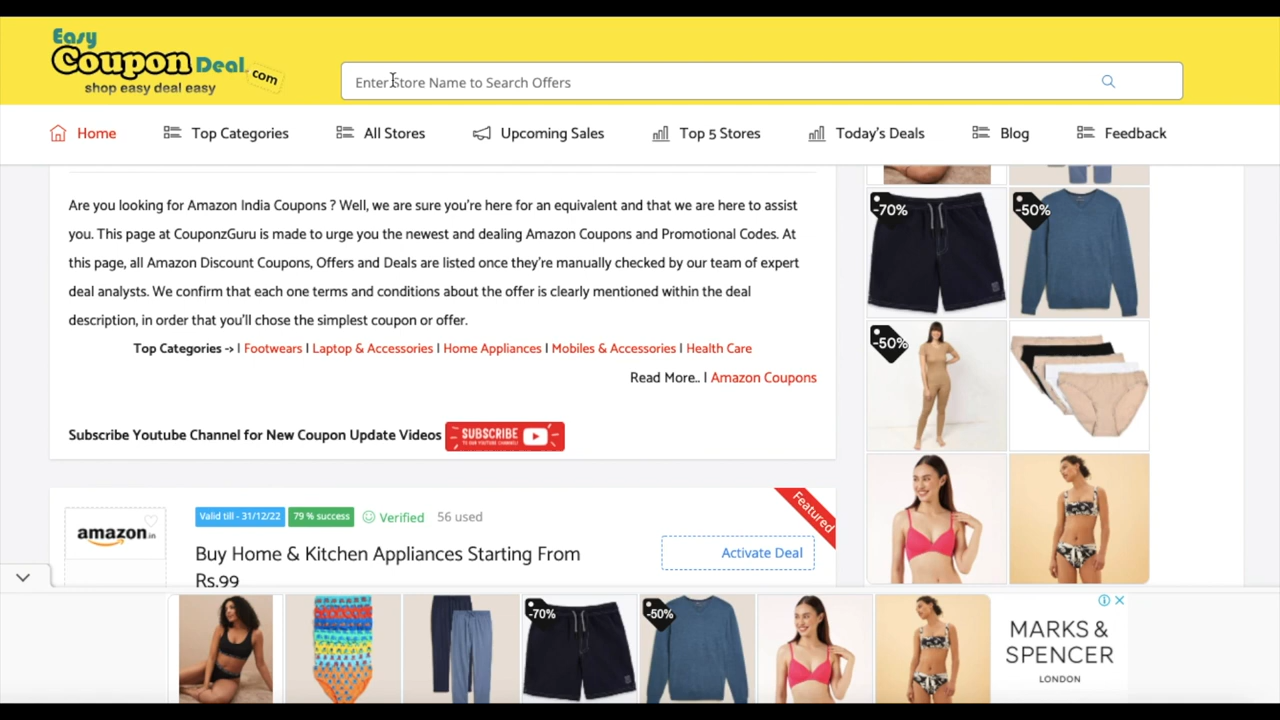 Easy
Coupon Deal.com
shop easy deal easy
Enter Store Name to Search Offers
Home Top Categories All Stores Upcoming Sales Top 5 Stores Today's Deals Blog Feedback
Are you looking for Amazon India Coupons ? Well, we are sure you're here for an equivalent and that we are here to assist
you. This page at CouponzGuru is made to urge you the newest and dealing Amazon Coupons and Promotional Codes. At
this page, all Amazon Discount Coupons, Offers and Deals are listed once they're manually checked by our team of expert
deal analysts. We confirm that each one terms and conditions about the offer is clearly mentioned within the deal
description, in order that you'll chose the simplest coupon or offer.
Top Categories -> | Footwears | Laptop & Accessories | Home Appliances | Mobiles & Accessories | Health Care
Read More.. | Amazon Coupons
Subscribe Youtube Channel for New Coupon Update Videos SUBSCRIBE
TO OUR YOUTUBE CHANNEL
-70% -50%
-50%
amazon.in
Valid till - 31/12/22 79 % success Verified 56 used
Featured
Buy Home & Kitchen Appliances Starting From
Rs.99
Activate Deal
-70% -50%
MARKS &
SPENCER
LONDON